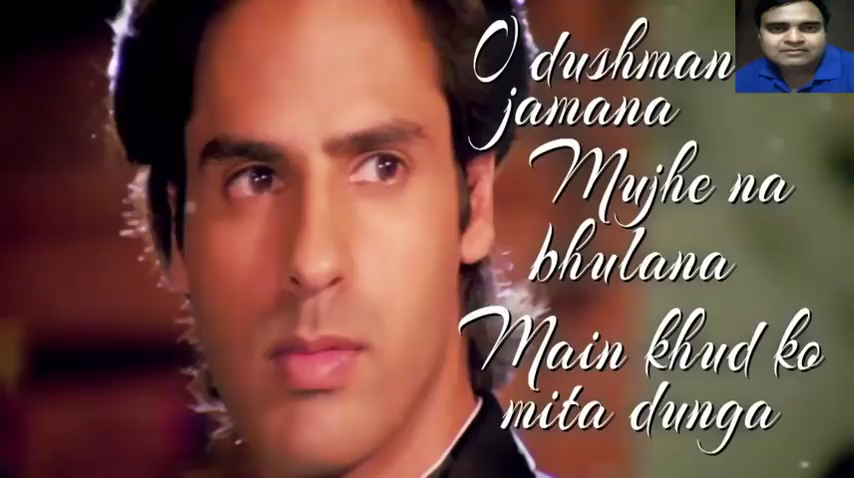 O dushman
jamana
Mujhe na
bhulana
Main khud ko
mita dunga